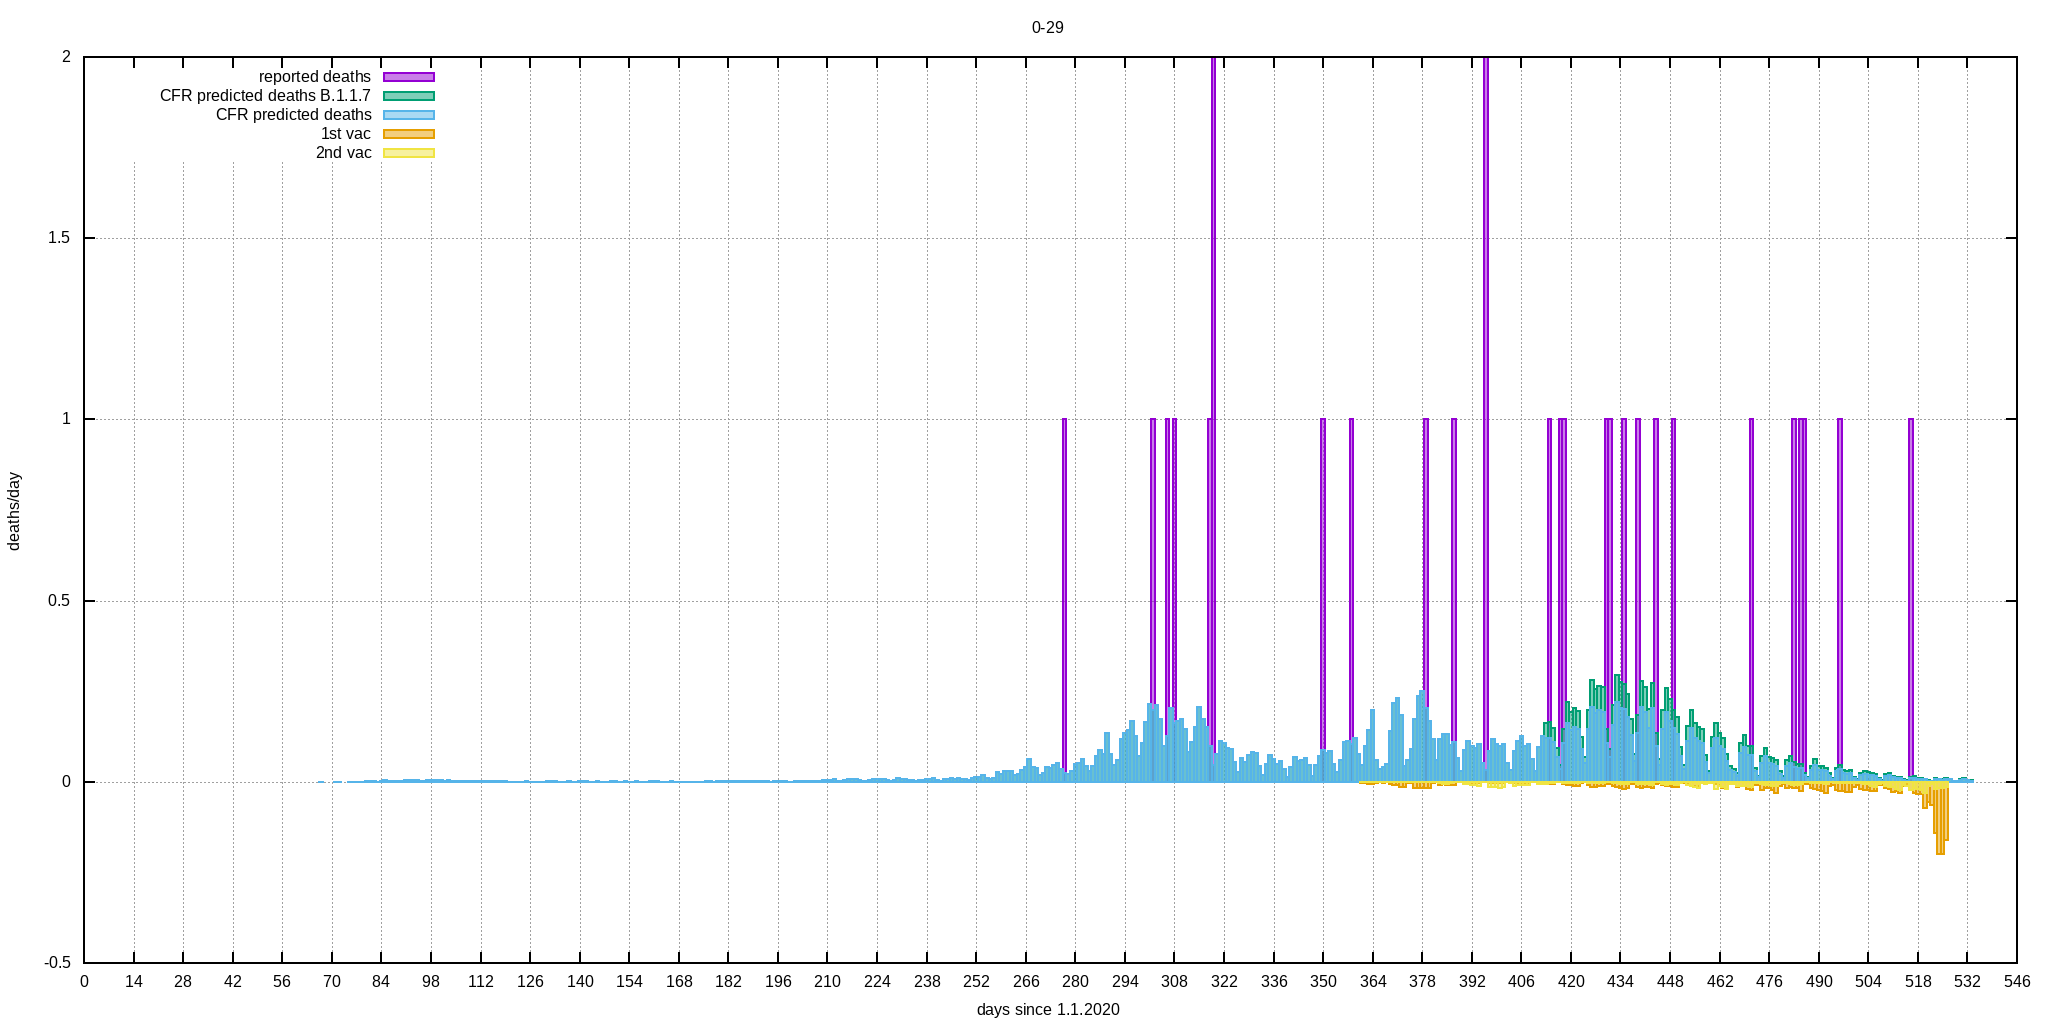 0-29
reported deaths
CFR predicted deaths B.1.1.7
CFR predicted deaths
1st vac
2nd vac
2
1.5
1
0.5
0
-0.5
deaths/day
0 14 28 42 56 70 84 98 112 126 140 154 168 182 196 210 224 238 252 266 280 294 308 322 336 350 364 378 392 406 420 434 448 462 476 490 504 518 532 546
days since 1.1.2020